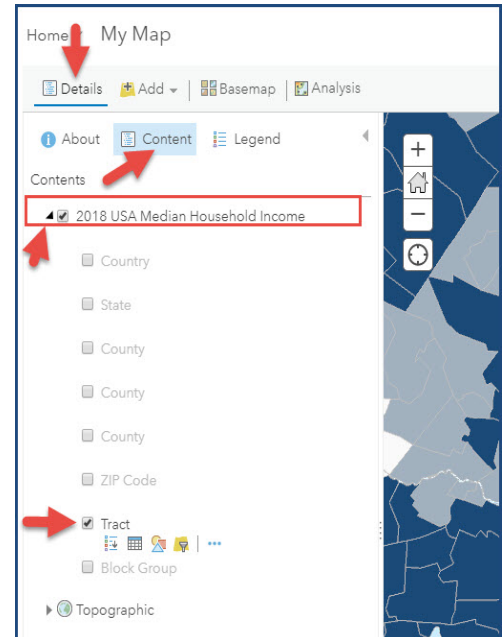 Home My Map
Details Add Basemap Analysis
About Content Legend
Contents
2018 USA Median Household Income
Country
State
County
County
County
ZIP Code
Tract
Block Group
Topographic